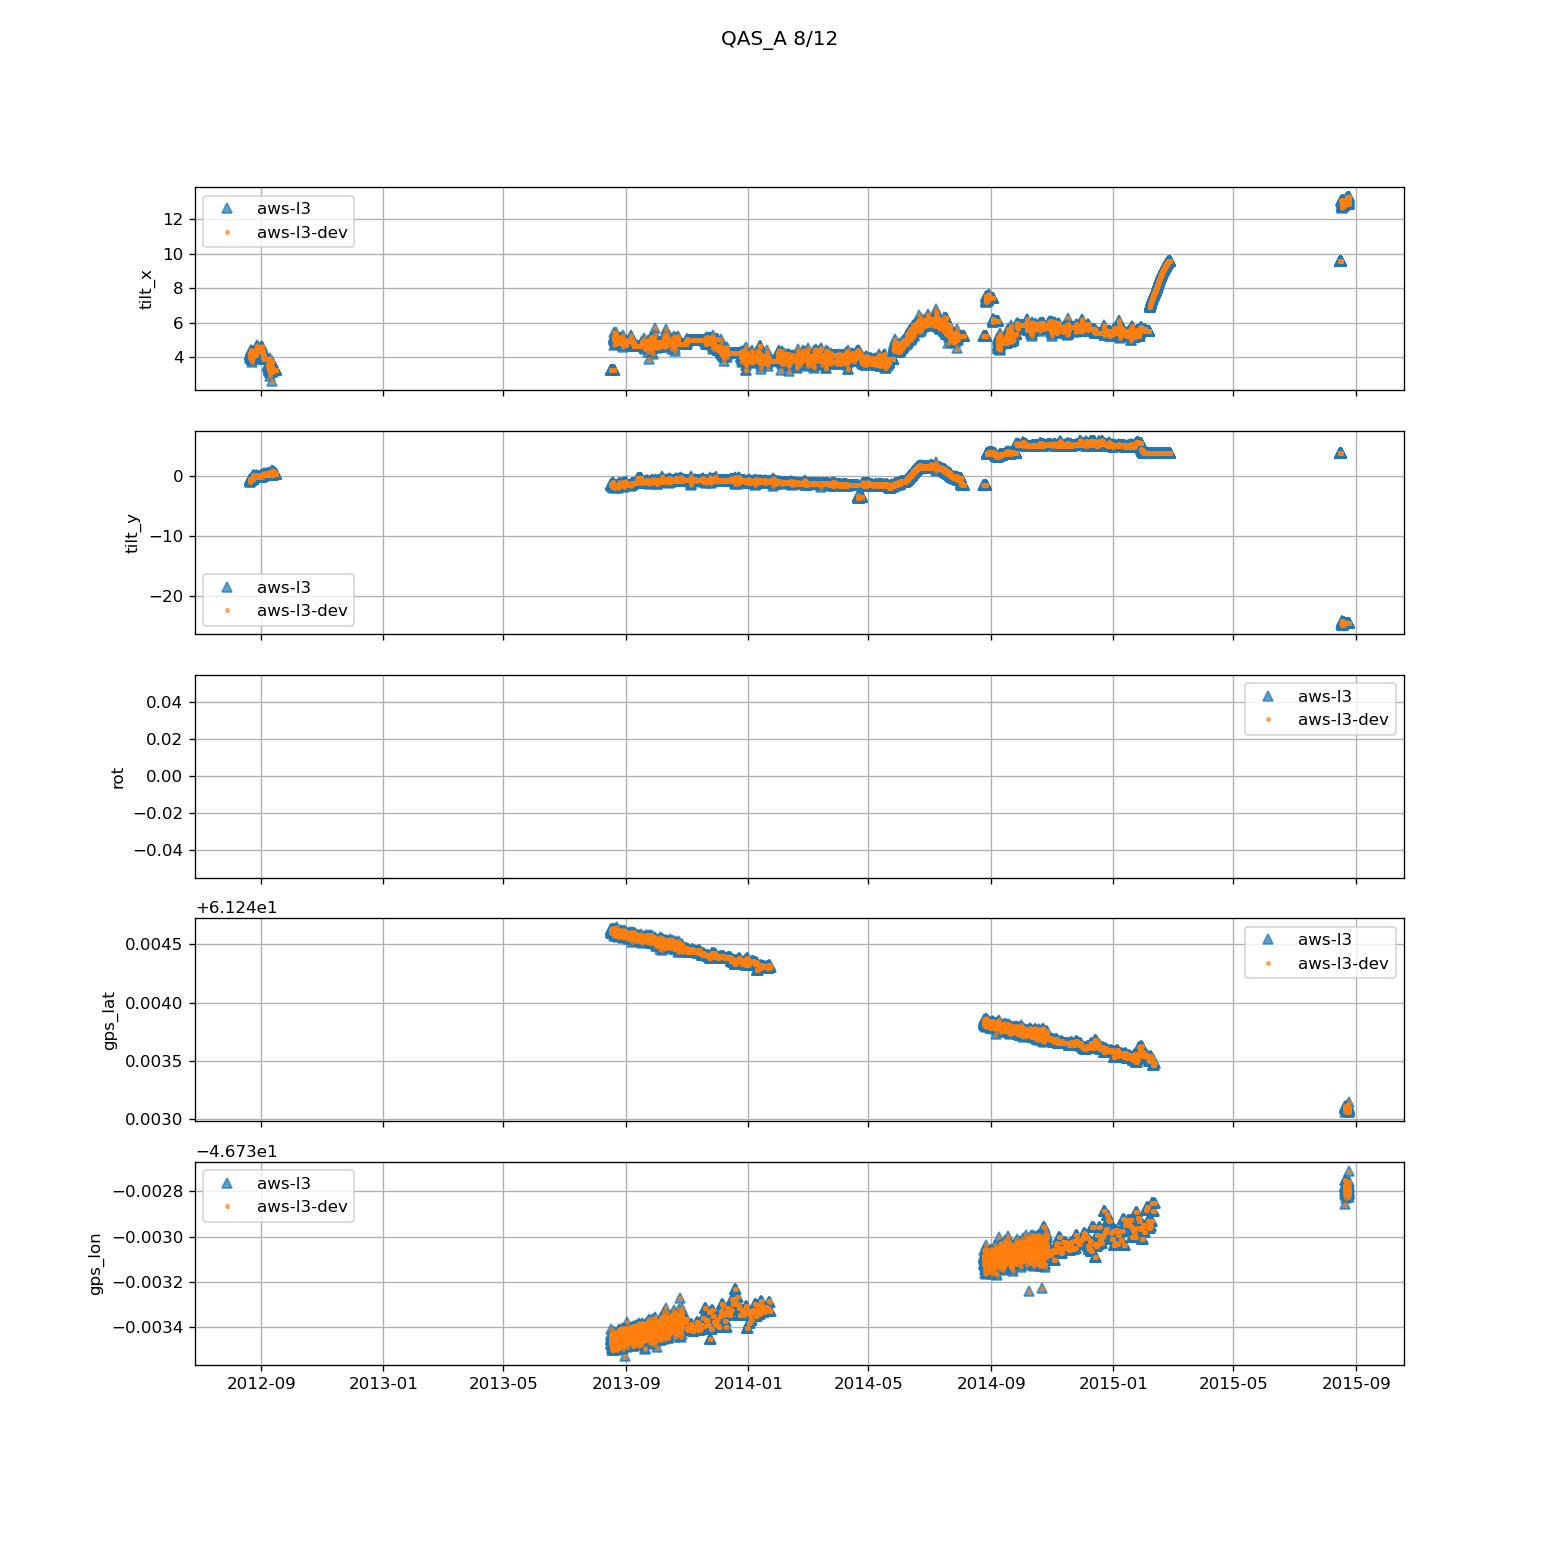 QAS_A 8/12
aws-l3
aws-l3-dev
tilt_x
12
10
8
6
4
aws-l3
aws-l3-dev
tilt_y
0
−10
−20
aws-l3
aws-l3-dev
rot
0.04
0.02
0.00
−0.02
−0.04
+6.124e1
aws-l3
aws-l3-dev
gps_lat
0.0045
0.0040
0.0035
0.0030
−4.673e1
aws-l3
aws-l3-dev
gps_lon
−0.0028
−0.0030
−0.0032
−0.0034
2012-09 2013-01 2013-05 2013-09 2014-01 2014-05 2014-09 2015-01 2015-05 2015-09